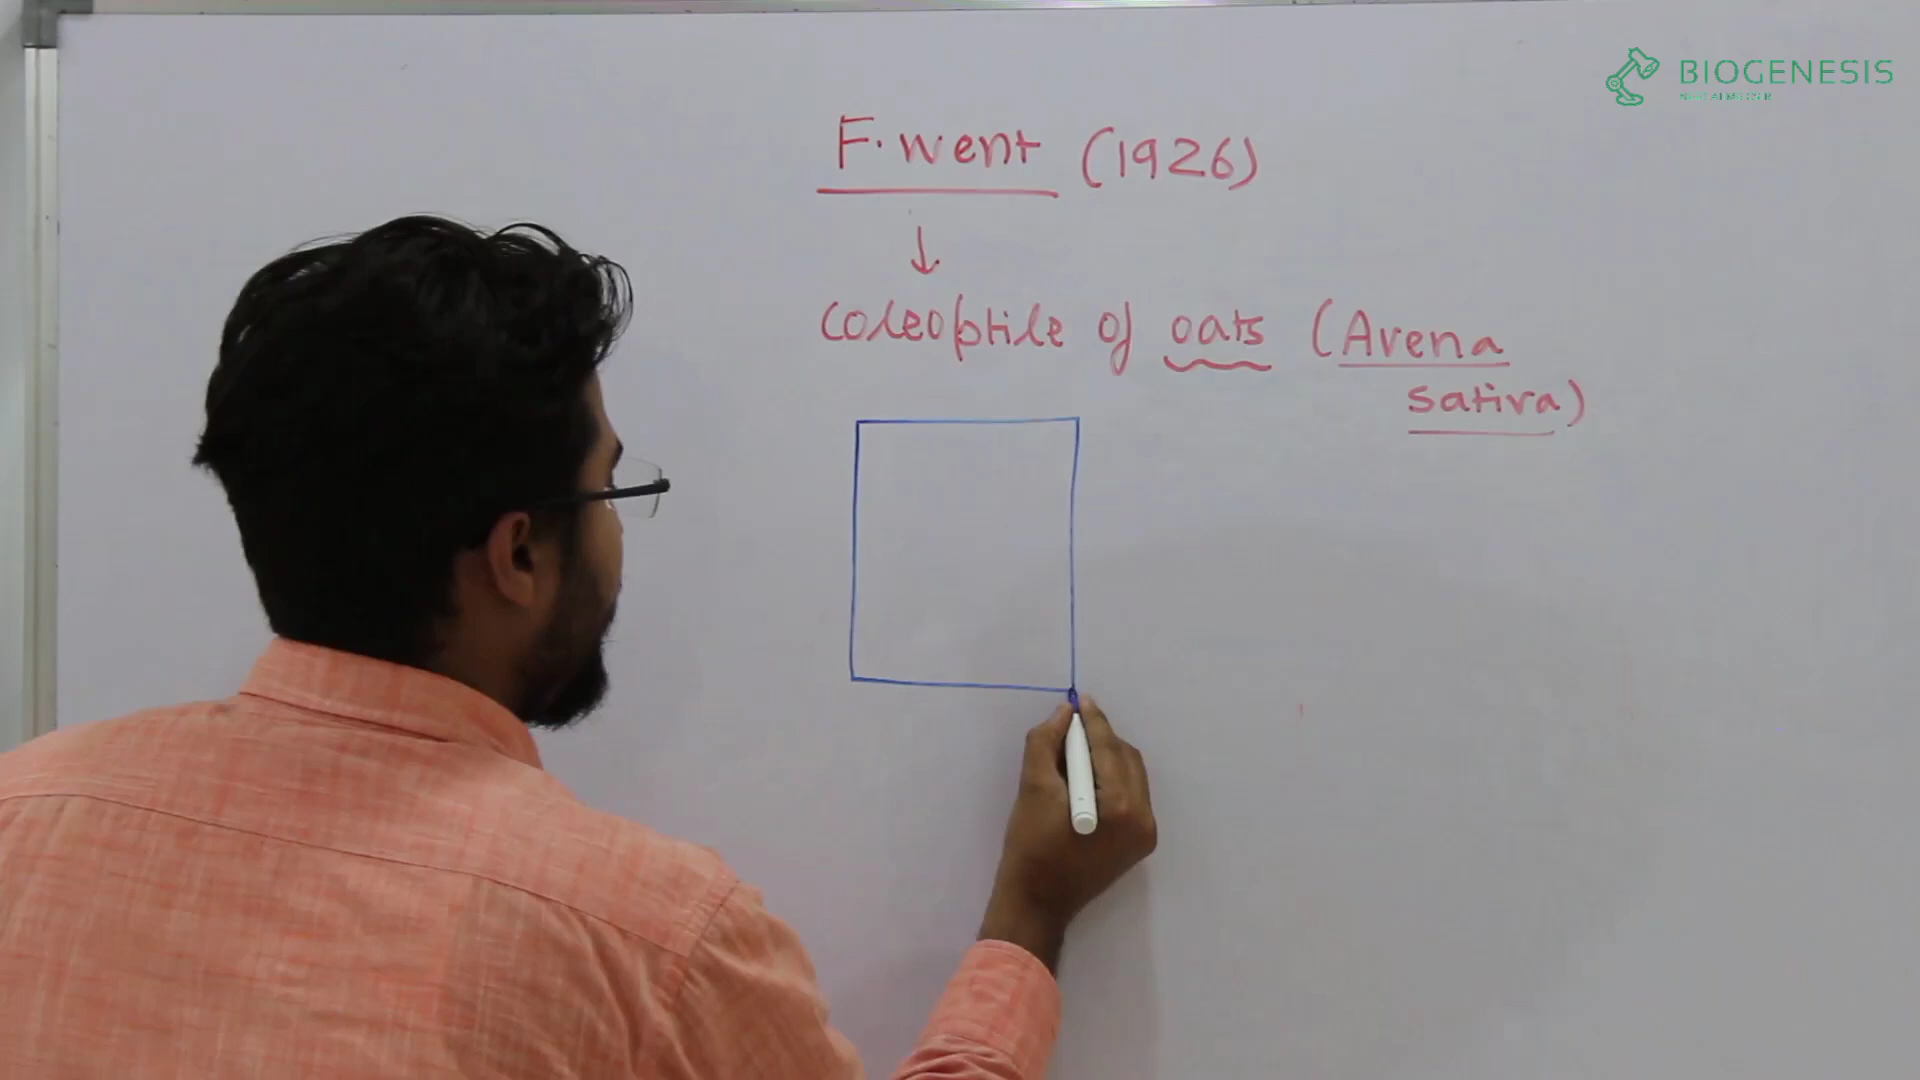 BIOGENESIS
F. went (1926)
↓
coleoptile of oats (Avena
sativa)